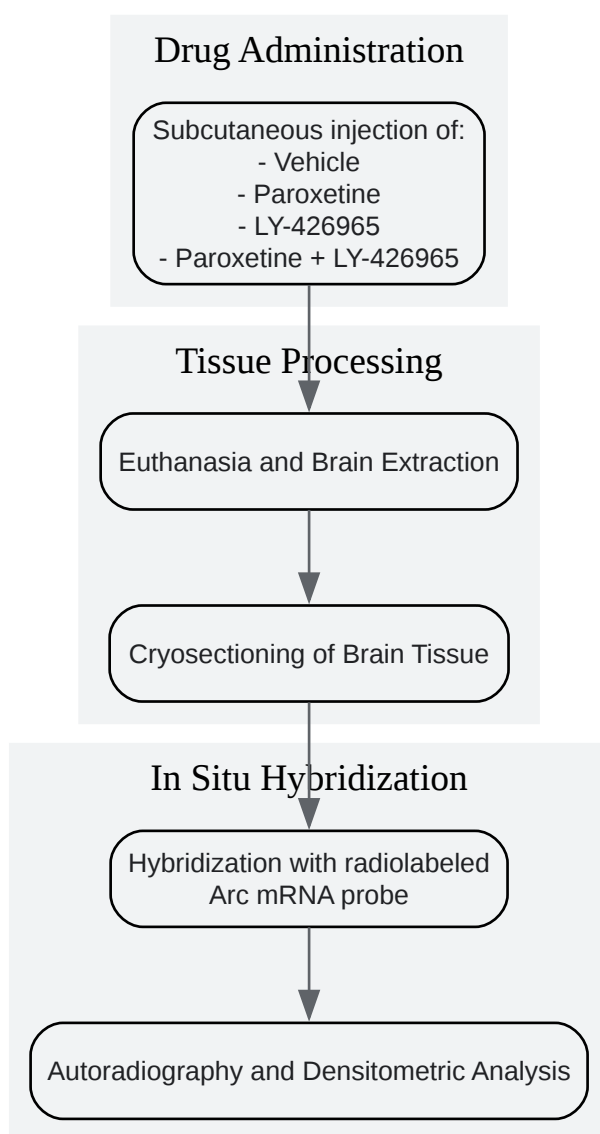 Drug Administration
Subcutaneous injection of:
- Vehicle
- Paroxetine
- LY-426965
- Paroxetine + LY-426965
Tissue Processing
Euthanasia and Brain Extraction
Cryosectioning of Brain Tissue
In Situ Hybridization
Hybridization with radiolabeled
Arc mRNA probe
Autoradiography and Densitometric Analysis